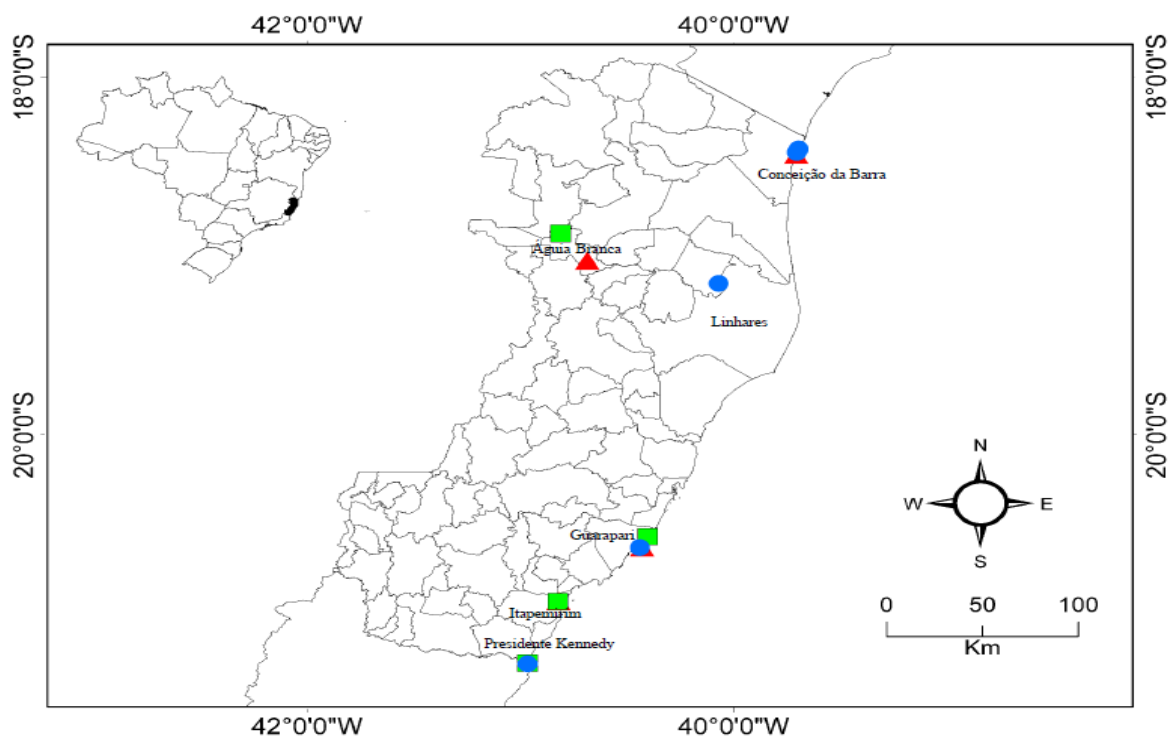 42°0'0"W 40°0'0"W
18°0'0"S 18°0'0"S
Conceição da Barra
Águia Branca
Linhares
20°0'0"S 20°0'0"S
N
W E
S
Guarapari
0 50 100
Km
Itapemirim
Presidente Kennedy
42°0'0"W 40°0'0"W